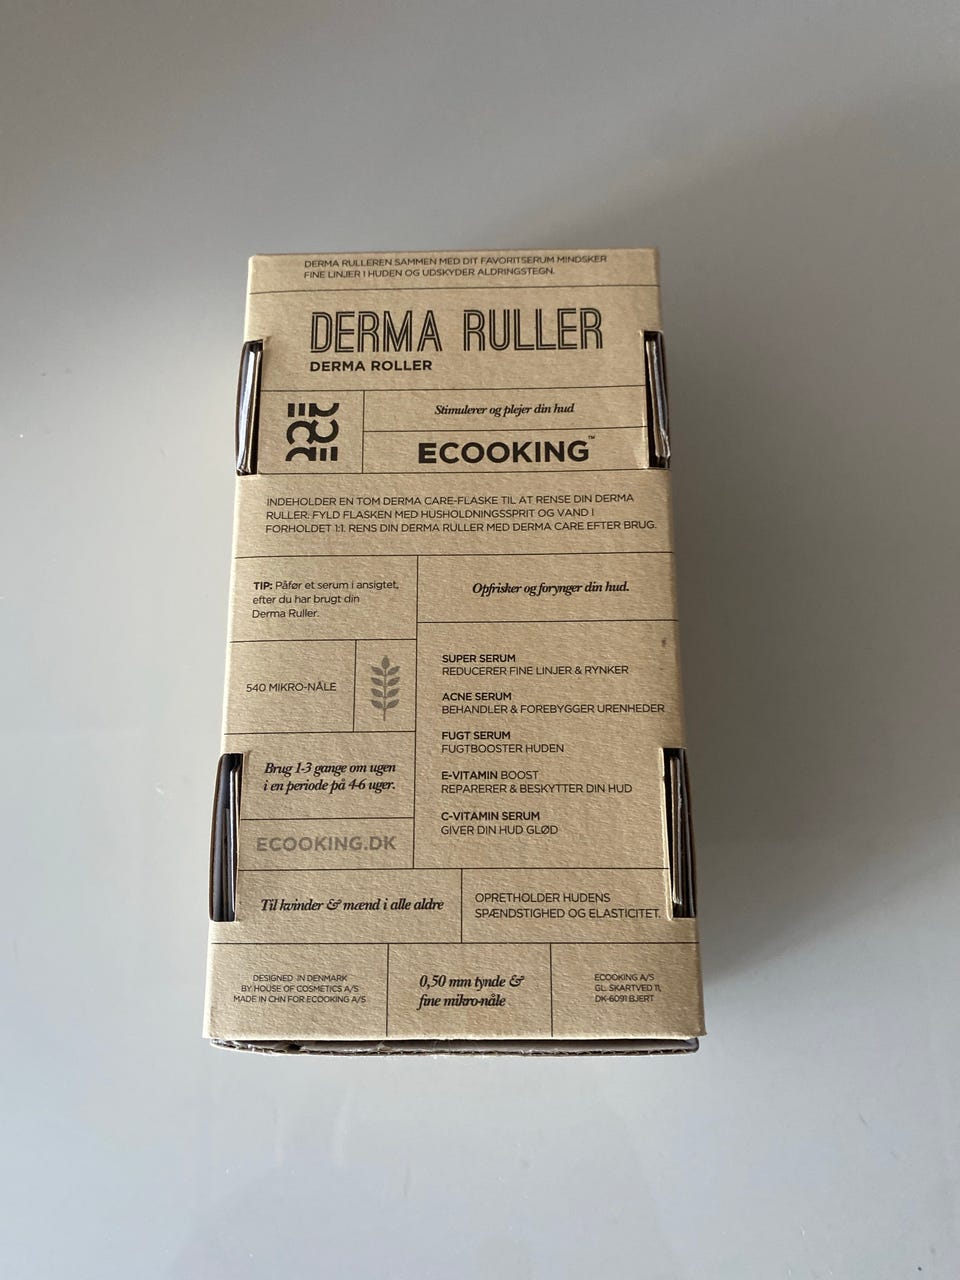 DERMA RULLEREN SAMMEN MED DIT FAVORITSERUM MINDSKER
FINE LINJER I HUDEN OG UDSKYDER ALDRINGSTEGN.
DERMA RULLER
DERMA ROLLER
Stimulerer og plejer din hud
ECOOKING™
INDEHOLDER EN TOM DERMA CARE-FLASKE TIL AT RENSE DIN DERMA
RULLER. FYLD FLASKEN MED HUSHOLDNINGSSPRIT OG VAND I
FORHOLDET 1:1. RENS DIN DERMA RULLER MED DERMA CARE EFTER BRUG.
TIP: Påfør et serum i ansigtet,
efter du har brugt din
Derma Ruller.
Opfrisker og forynger din hud.
540 MIKRO-NÅLE
SUPER SERUM
REDUCERER FINE LINJER & RYNKER
ACNE SERUM
BEHANDLER & FOREBYGGER URENHEDER
FUGT SERUM
FUGTBOOSTER HUDEN
E-VITAMIN BOOST
REPARERER & BESKYTTER DIN HUD
C-VITAMIN SERUM
GIVER DIN HUD GLØD
Brug 1-3 gange om ugen
i en periode på 4-6 uger.
ECOOKING.DK
Til kvinder & mænd i alle aldre
OPRETHOLDER HUDENS
SPÆNDSTIGHED OG ELASTICITET.
DESIGNED IN DENMARK
BY HOUSE OF COSMETICS A/S
MADE IN CHN FOR ECOOKING A/S
0,50 mm tynde &
fine mikro-nåle
ECOOKING A/S
GL. SKARTVED 11,
DK-6091 BJERT